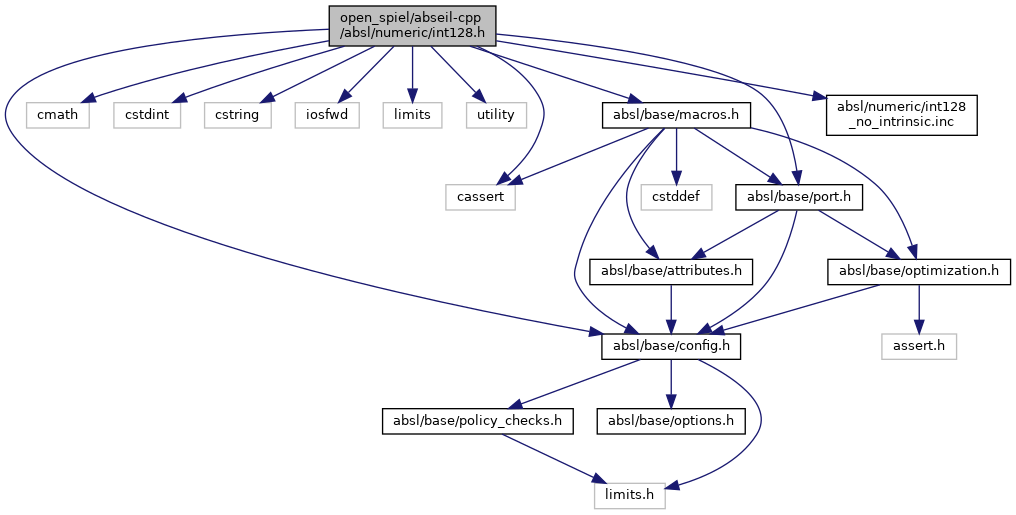 open_spiel/abseil-cpp
/absl/numeric/int128.h
cmath
cstdint
cstring
iosfwd
limits
utility
absl/base/macros.h
absl/numeric/int128
_no_intrinsic.inc
cassert
cstddef
absl/base/port.h
absl/base/attributes.h
absl/base/optimization.h
absl/base/config.h
assert.h
absl/base/policy_checks.h
absl/base/options.h
limits.h